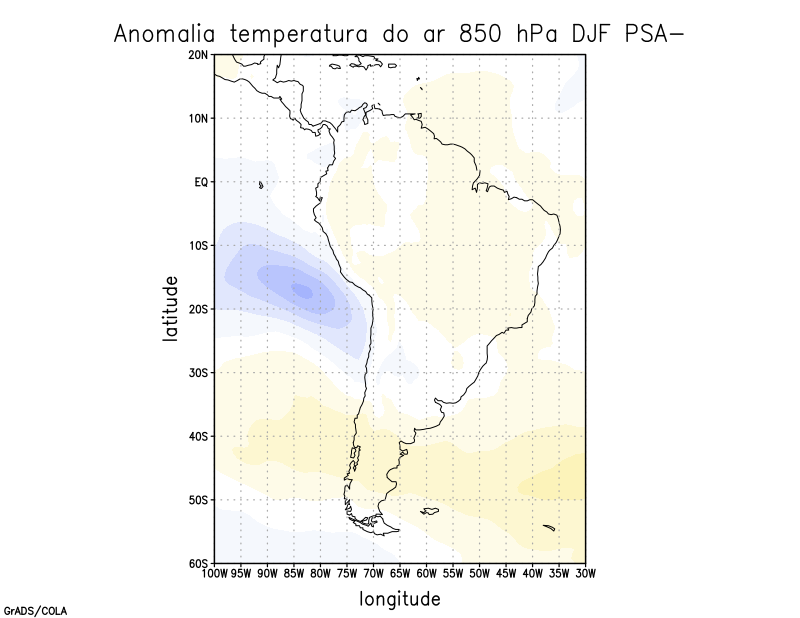 Anomalia temperatura do ar 850 hPa DJF PSA−
20N
10N
EQ
10S
20S
30S
40S
50S
60S
latitude
100W 95W 90W 85W 80W 75W 70W 65W 60W 55W 50W 45W 40W 35W 30W
longitude
GrADS/COLA